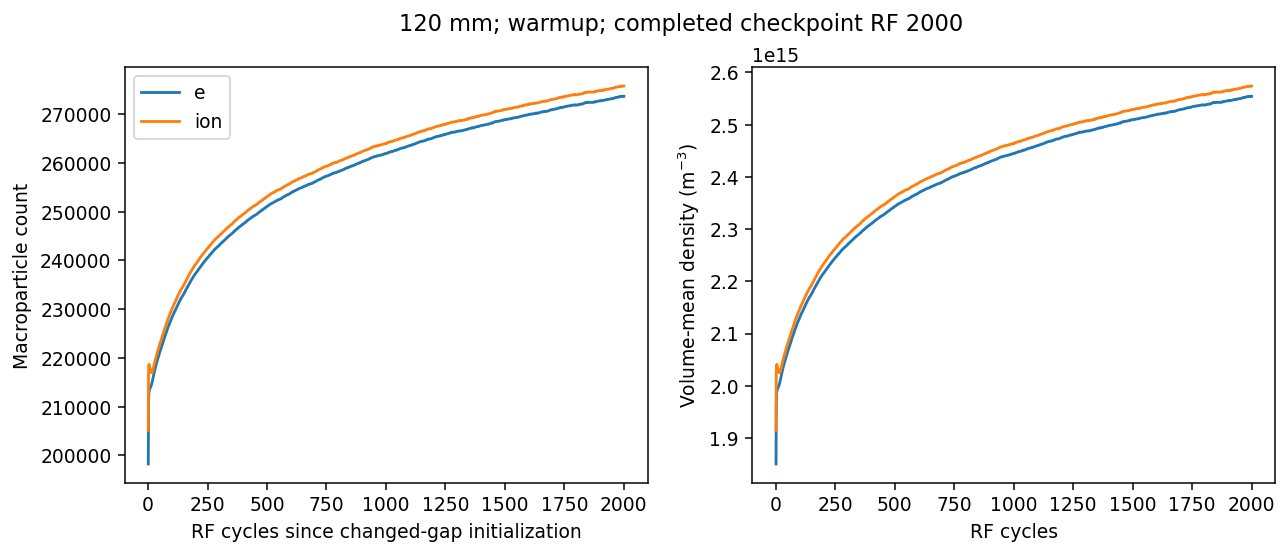 120 mm; warmup; completed checkpoint RF 2000
Macroparticle count
270000
260000
250000
240000
230000
220000
210000
200000
e
ion
0 250 500 750 1000 1250 1500 1750 2000
RF cycles since changed-gap initialization
1e15
Volume-mean density (m⁻³)
2.6
2.5
2.4
2.3
2.2
2.1
2.0
1.9
0 250 500 750 1000 1250 1500 1750 2000
RF cycles